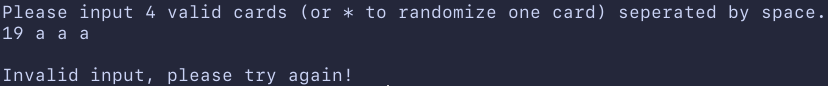 Please input 4 valid cards (or * to randomize one card) seperated by space.
19 a a a
Invalid input, please try again!